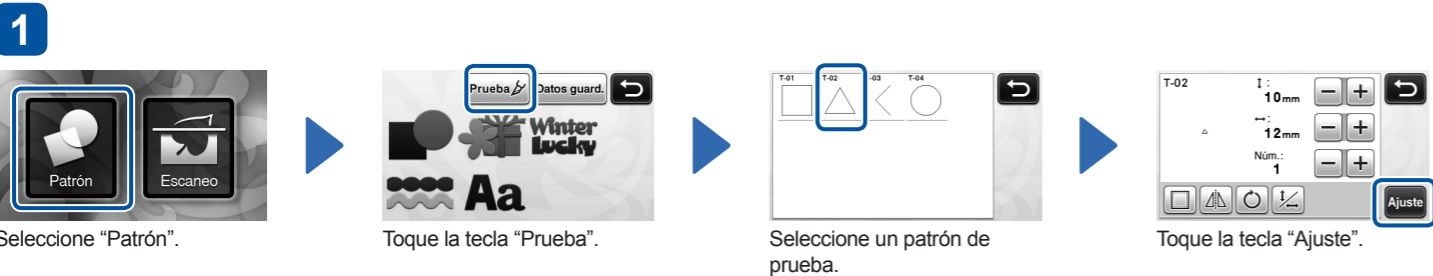 1
Patrón
Escaneo
Seleccione “Patrón”.
Prueba
Datos guard.
Winter
Lucky
Aa
Toque la tecla “Prueba”.
T-01
T-02
-03
T-04
Seleccione un patrón de
prueba.
T-02
10mm
12mm
Núm.:
1
Ajuste
Toque la tecla “Ajuste”.